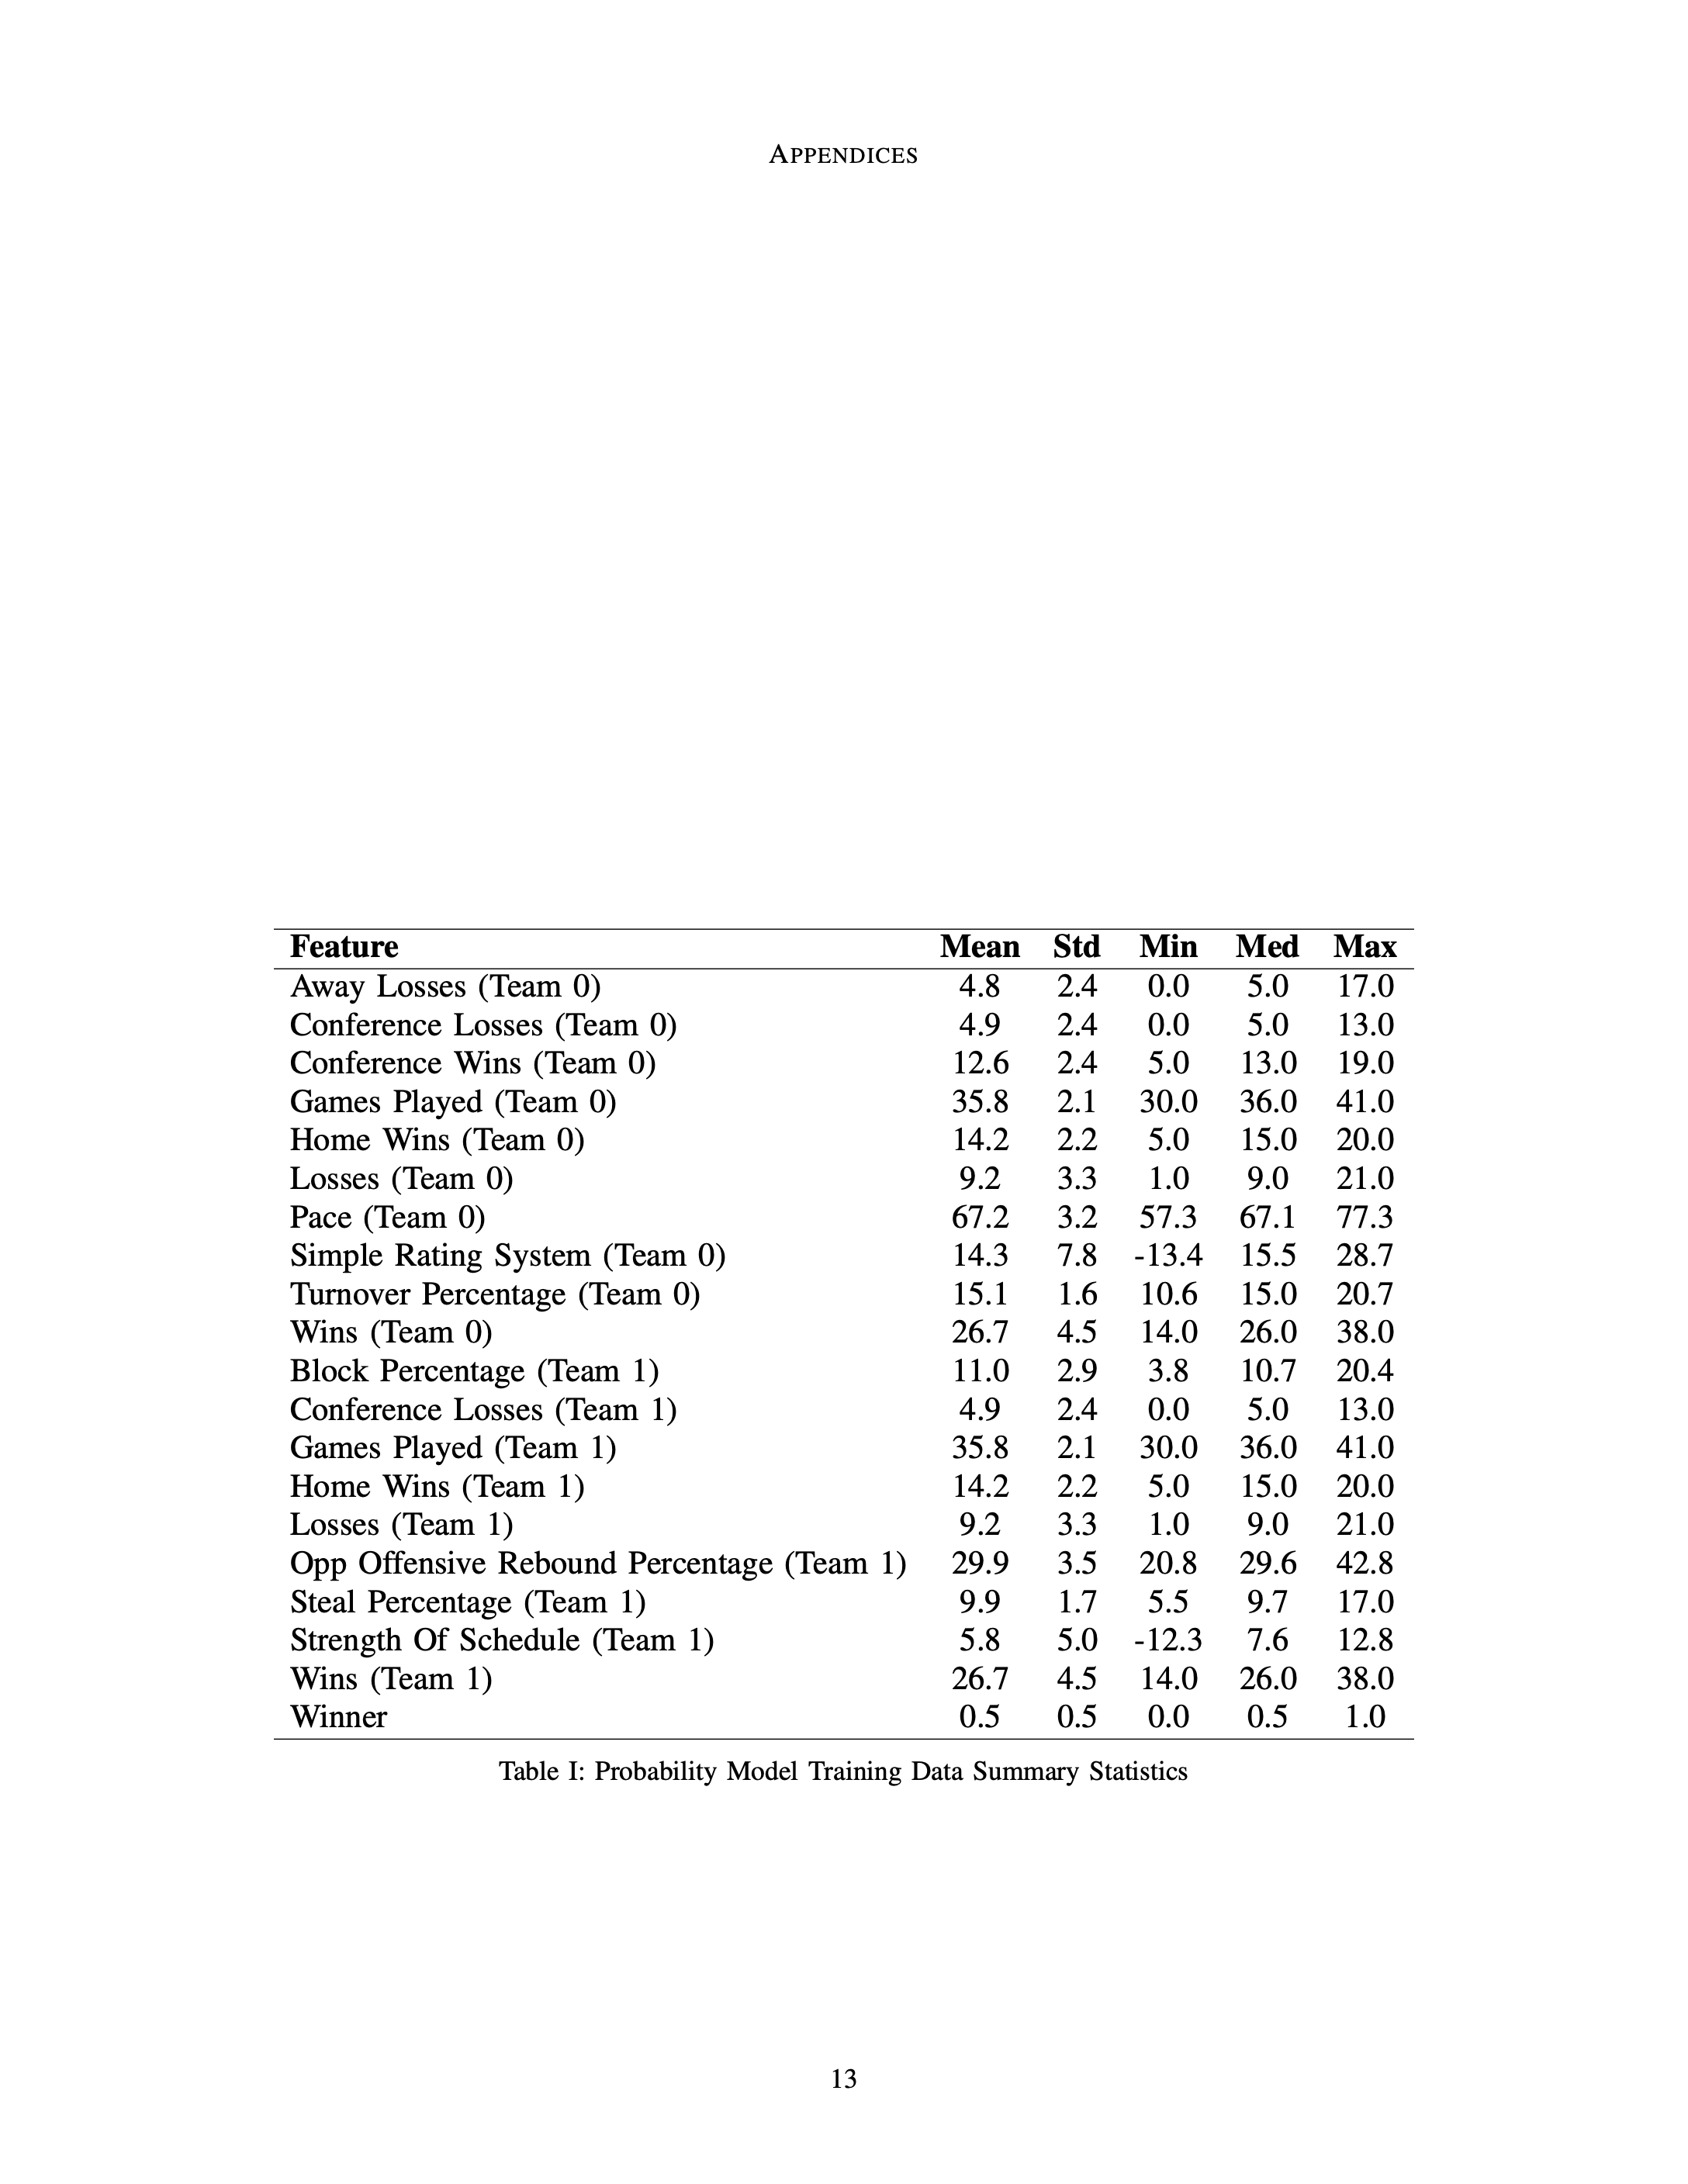 APPENDICES
Feature Mean Std Min Med Max
Away Losses (Team 0) 4.8 2.4 0.0 5.0 17.0
Conference Losses (Team 0) 4.9 2.4 0.0 5.0 13.0
Conference Wins (Team 0) 12.6 2.4 5.0 13.0 19.0
Games Played (Team 0) 35.8 2.1 30.0 36.0 41.0
Home Wins (Team 0) 14.2 2.2 5.0 15.0 20.0
Losses (Team 0) 9.2 3.3 1.0 9.0 21.0
Pace (Team 0) 67.2 3.2 57.3 67.1 77.3
Simple Rating System (Team 0) 14.3 7.8 -13.4 15.5 28.7
Turnover Percentage (Team 0) 15.1 1.6 10.6 15.0 20.7
Wins (Team 0) 26.7 4.5 14.0 26.0 38.0
Block Percentage (Team 1) 11.0 2.9 3.8 10.7 20.4
Conference Losses (Team 1) 4.9 2.4 0.0 5.0 13.0
Games Played (Team 1) 35.8 2.1 30.0 36.0 41.0
Home Wins (Team 1) 14.2 2.2 5.0 15.0 20.0
Losses (Team 1) 9.2 3.3 1.0 9.0 21.0
Opp Offensive Rebound Percentage (Team 1) 29.9 3.5 20.8 29.6 42.8
Steal Percentage (Team 1) 9.9 1.7 5.5 9.7 17.0
Strength Of Schedule (Team 1) 5.8 5.0 -12.3 7.6 12.8
Wins (Team 1) 26.7 4.5 14.0 26.0 38.0
Winner 0.5 0.5 0.0 0.5 1.0
Table I: Probability Model Training Data Summary Statistics
13